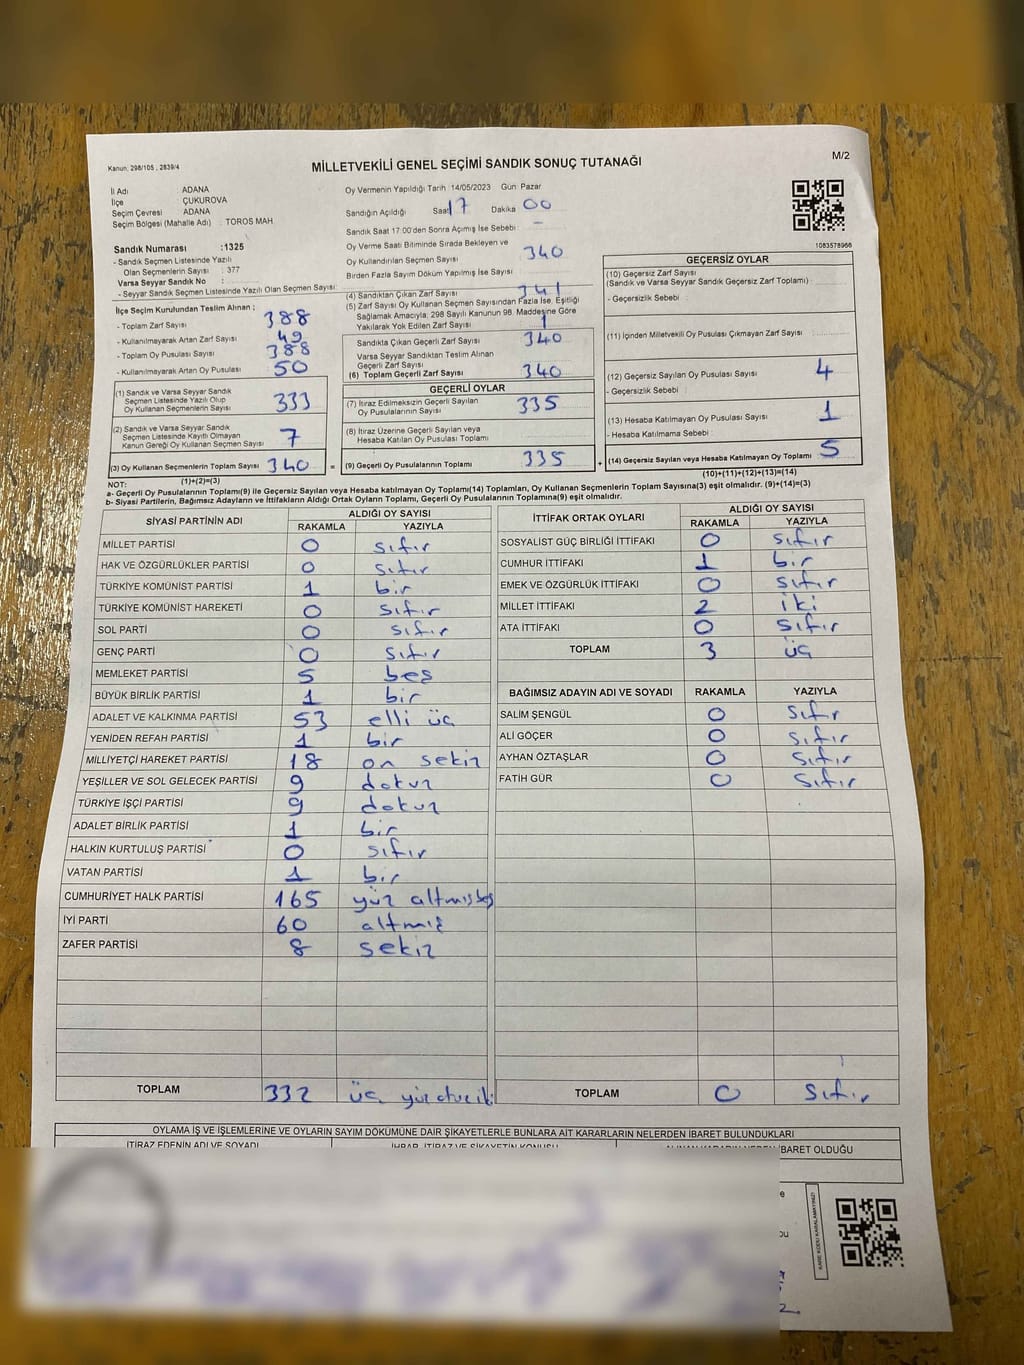 Kanun: 298/105 , 2839/4
MİLLETVEKİLİ GENEL SEÇİMİ SANDIK SONUÇ TUTANAĞI
M/2
İl Adı ADANA
İlçe ÇUKUROVA
Seçim Çevresi ADANA
Seçim Bölgesi (Mahalle Adı) : TOROS MAH.
Sandık Numarası :1325
- Sandık Seçmen Listesinde Yazılı
Olan Seçmenlerin Sayısı : 377
Varsa Seyyar Sandık No :
- Seyyar Sandık Seçmen Listesinde Yazılı Olan Seçmen Sayısı:
Oy Vermenin Yapıldığı Tarih :14/05/2023 Gün Pazar
Sandığın Açıldığı Saat 17 Dakika 00
Sandık Saat 17:00'den Sonra Açılmış İse Sebebi : -
Oy Verme Saati Bitiminde Sırada Bekleyen ve
Oy Kullandırılan Seçmen Sayısı 340
Birden Fazla Sayım Döküm Yapılmış İse Sayısı
1083578966
İlçe Seçim Kurulundan Teslim Alınan :
- Toplam Zarf Sayısı 388
- Kullanılmayarak Artan Zarf Sayısı 49
- Toplam Oy Pusulası Sayısı 388
- Kullanılmayarak Artan Oy Pusulası 50
(1) Sandık ve Varsa Seyyar Sandık
Seçmen Listesinde Yazılı Olup
Oy Kullanan Seçmenlerin Sayısı 333
(2) Sandık ve Varsa Seyyar Sandık
Seçmen Listesinde Kayıtlı Olmayan
Kanun Gereği Oy Kullanan Seçmen Sayısı 7
(3) Oy Kullanan Seçmenlerin Toplam Sayısı 340
(1)+(2)=(3)
(4) Sandıktan Çıkan Zarf Sayısı 341
(5) Zarf Sayısı Oy Kullanan Seçmen Sayısından Fazla İse, Eşitliği
Sağlamak Amacıyla; 298 Sayılı Kanunun 98. Maddesine Göre
Yakılarak Yok Edilen Zarf Sayısı 1
Sandıkta Çıkan Geçerli Zarf Sayısı 340
Varsa Seyyar Sandıktan Teslim Alınan
Geçerli Zarf Sayısı
(6) Toplam Geçerli Zarf Sayısı 340
GEÇERLİ OYLAR
(7) İtiraz Edilmeksizin Geçerli Sayılan
Oy Pusulalarının Sayısı 335
(8) İtiraz Üzerine Geçerli Sayılan veya
Hesaba Katılan Oy Pusulası Toplamı
= (9) Geçerli Oy Pusulalarının Toplamı 335 +
GEÇERSİZ OYLAR
(10) Geçersiz Zarf Sayısı
(Sandık ve Varsa Seyyar Sandık Geçersiz Zarf Toplamı) :
- Geçersizlik Sebebi :
(11) İçinden Milletvekili Oy Pusulası Çıkmayan Zarf Sayısı :
(12) Geçersiz Sayılan Oy Pusulası Sayısı 4
- Geçersizlik Sebebi :
(13) Hesaba Katılmayan Oy Pusulası Sayısı 1
- Hesaba Katılmama Sebebi :
(14) Geçersiz Sayılan veya Hesaba Katılmayan Oy Toplamı 5
(10)+(11)+(12)+(13)=(14)
NOT:
a- Geçerli Oy Pusulalarının Toplamı(9) ile Geçersiz Sayılan veya Hesaba katılmayan Oy Toplamı(14) Toplamları, Oy Kullanan Seçmenlerin Toplam Sayısına(3) eşit olmalıdır. (9)+(14)=(3)
b- Siyasi Partilerin, Bağımsız Adayların ve İttifakların Aldığı Ortak Oyların Toplamı, Geçerli Oy Pusulalarının Toplamına(9) eşit olmalıdır.
SİYASİ PARTİNİN ADI ALDIĞI OY SAYISI
RAKAMLA YAZIYLA
MİLLET PARTİSİ 0 sıfır
HAK VE ÖZGÜRLÜKLER PARTİSİ 0 sıfır
TÜRKİYE KOMÜNİST PARTİSİ 1 bir
TÜRKİYE KOMÜNİST HAREKETİ 0 sıfır
SOL PARTİ 0 sıfır
GENÇ PARTİ 0 sıfır
MEMLEKET PARTİSİ 5 beş
BÜYÜK BİRLİK PARTİSİ 1 bir
ADALET VE KALKINMA PARTİSİ 53 elli üç
YENİDEN REFAH PARTİSİ 1 bir
MİLLİYETÇİ HAREKET PARTİSİ 18 on sekiz
YEŞİLLER VE SOL GELECEK PARTİSİ 9 dokuz
TÜRKİYE İŞÇİ PARTİSİ 9 dokuz
ADALET BİRLİK PARTİSİ 1 bir
HALKIN KURTULUŞ PARTİSİ 0 sıfır
VATAN PARTİSİ 1 bir
CUMHURİYET HALK PARTİSİ 165 yüz altmışbeş
İYİ PARTİ 60 altmış
ZAFER PARTİSİ 8 sekiz
TOPLAM 332 üç yüz otuz iki
İTTİFAK ORTAK OYLARI ALDIĞI OY SAYISI
RAKAMLA YAZIYLA
SOSYALİST GÜÇ BİRLİĞİ İTTİFAKI 0 sıfır
CUMHUR İTTİFAKI 1 bir
EMEK VE ÖZGÜRLÜK İTTİFAKI 0 sıfır
MİLLET İTTİFAKI 2 iki
ATA İTTİFAKI 0 sıfır
TOPLAM 3 üç
BAĞIMSIZ ADAYIN ADI VE SOYADI RAKAMLA YAZIYLA
SALİM ŞENGÜL 0 sıfır
ALİ GÖÇER 0 sıfır
AYHAN ÖZTAŞLAR 0 sıfır
FATİH GÜR 0 sıfır
TOPLAM 0 sıfır
OYLAMA İŞ VE İŞLEMLERİNE VE OYLARIN SAYIM DÖKÜMÜNE DAİR ŞİKAYETLERLE BUNLARA AİT KARARLARIN NELERDEN İBARET BULUNDUKLARI
İTİRAZ EDENİN ADI VE SOYADI İHBAR, İTİRAZ VE ŞİKAYETİN KONUSU İBARET OLDUĞU
KARE KODU KARALAMAYINIZ!